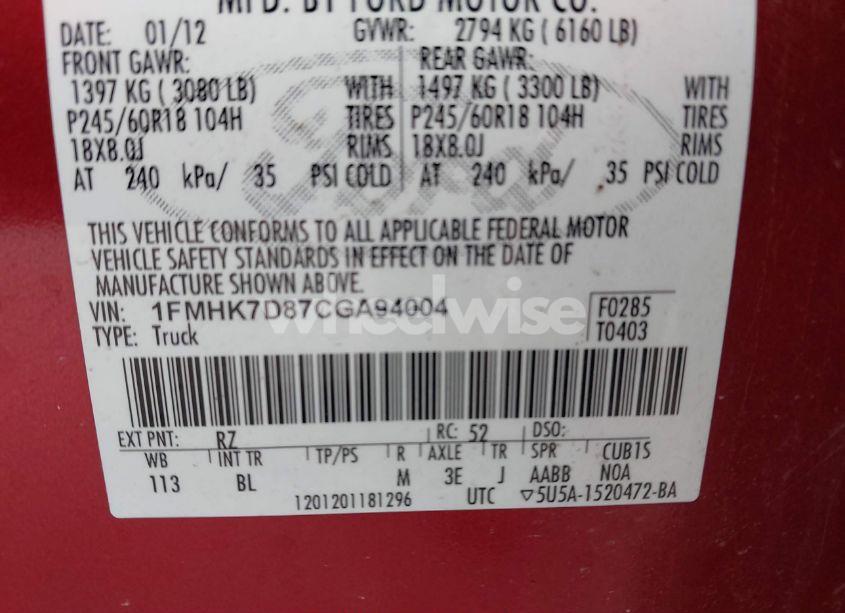 MFD. BY FORD MOTOR CO.
DATE: 01/12 GVWR: 2794 KG ( 6160 LB)
FRONT GAWR: REAR GAWR:
1397 KG ( 3080 LB) WITH 1497 KG ( 3300 LB) WITH
P245/60R18 104H TIRES P245/60R18 104H TIRES
18X8.0J RIMS 18X8.0J RIMS
AT 240 kPa/ 35 PSI COLD AT 240 kPa/ 35 PSI COLD
THIS VEHICLE CONFORMS TO ALL APPLICABLE FEDERAL MOTOR
VEHICLE SAFETY STANDARDS IN EFFECT ON THE DATE OF
MANUFACTURE SHOWN ABOVE.
VIN: 1FMHK7D87CGA94004 F0285
TYPE: Truck T0403
wheelwise
EXT PNT: RZ RC: 52 DSO:
WB INT TR TP/PS R AXLE TR SPR CUB1S
113 BL M 3E J AABB N0A
1201201181296 UTC ▽5U5A-1520472-BA